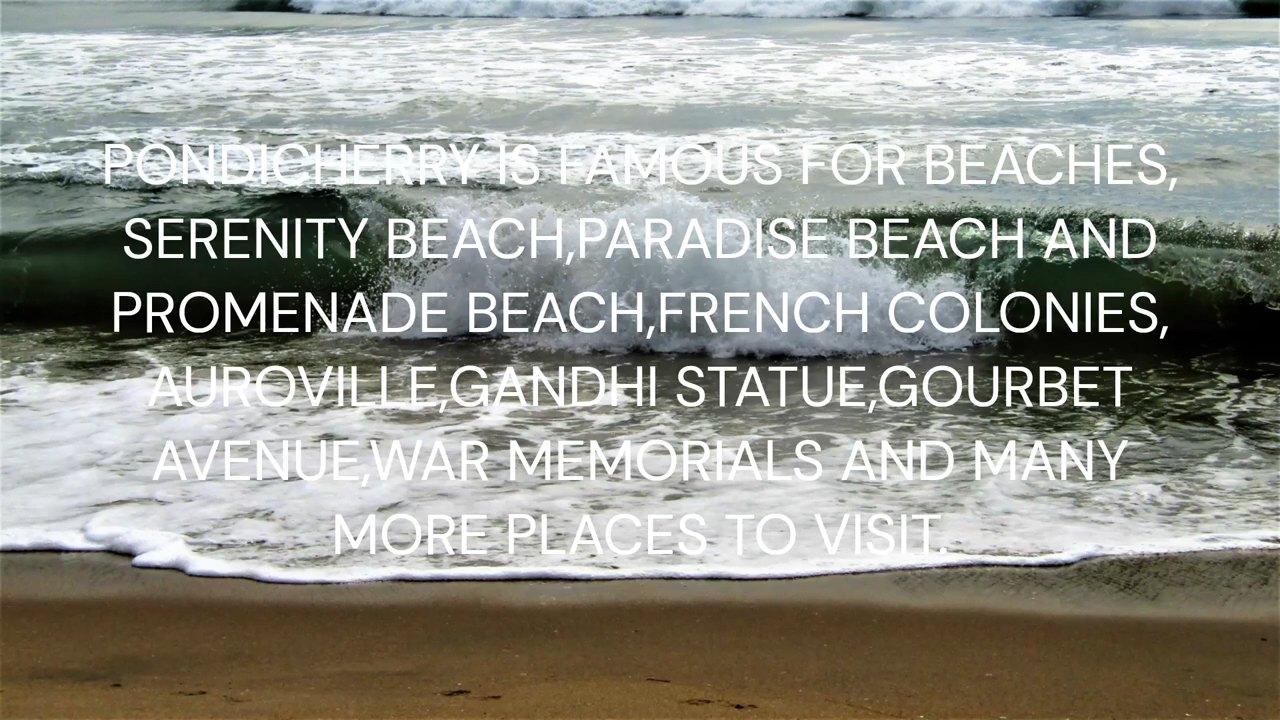 PONDICHERRY IS FAMOUS FOR BEACHES,
SERENITY BEACH,PARADISE BEACH AND
PROMENADE BEACH,FRENCH COLONIES,
AUROVILLE,GANDHI STATUE,GOURBET
AVENUE,WAR MEMORIALS AND MANY
MORE PLACES TO VISIT.